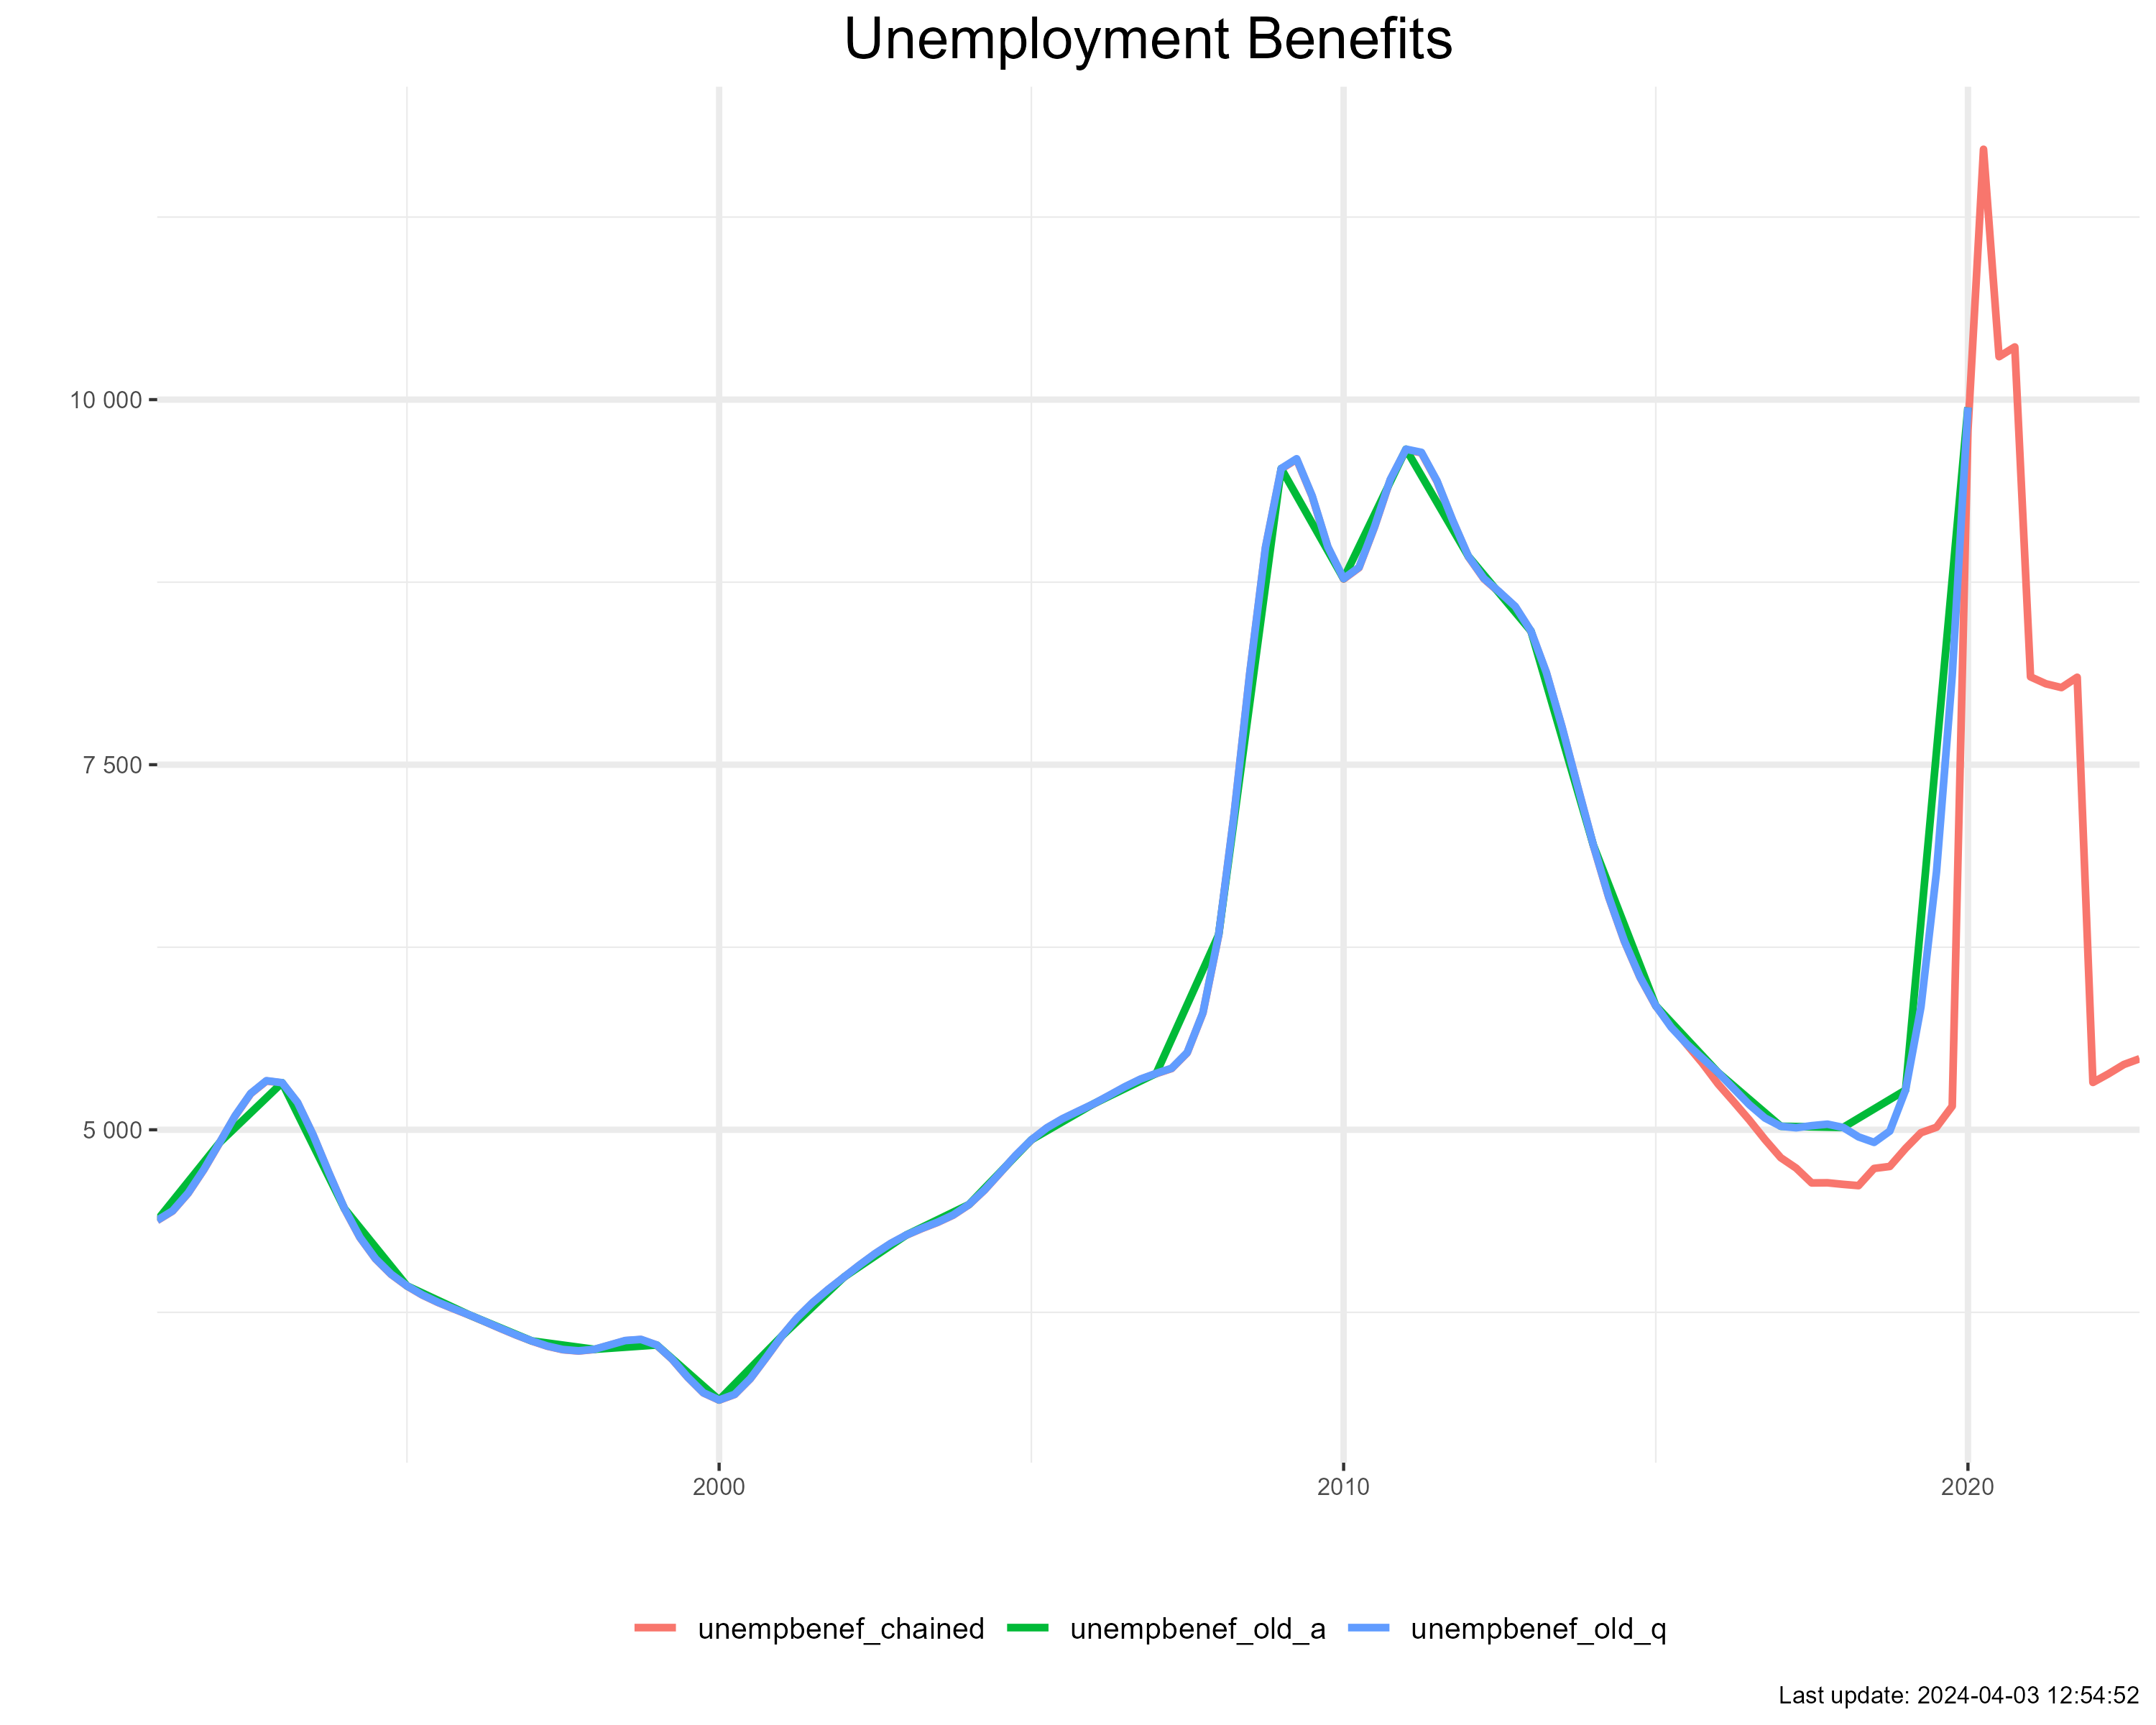 Unemployment Benefits
10 000
7 500
5 000
2000 2010 2020
unempbenef_chained unempbenef_old_a unempbenef_old_q
Last update: 2024-04-03 12:54:52